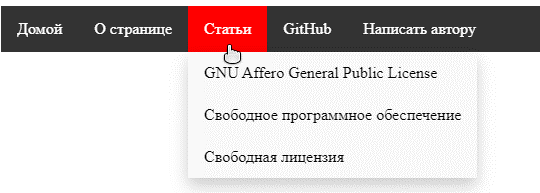 Домой О странице Статьи GitHub Написать автору
GNU Affero General Public License
Свободное программное обеспечение
Свободная лицензия